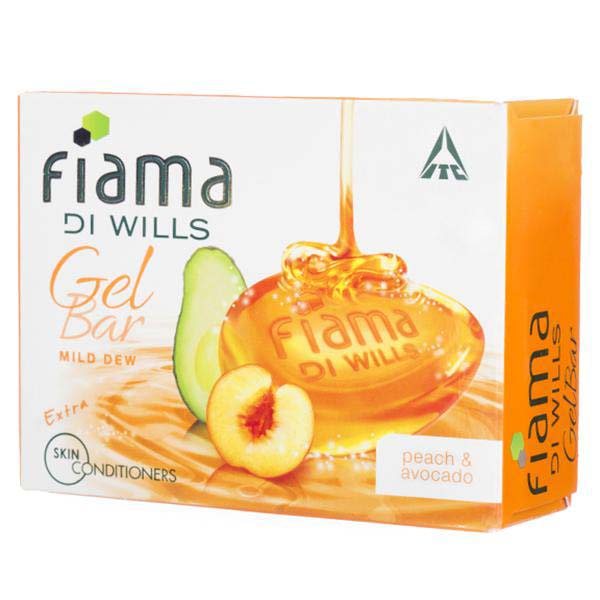 fiama
DI WILLS
Gel
Bar
MILD DEW
Extra
SKIN
CONDITIONERS
ITC
fiama
DI WILLS
peach &
avocado
fiama
DI WILLS
Gel Bar